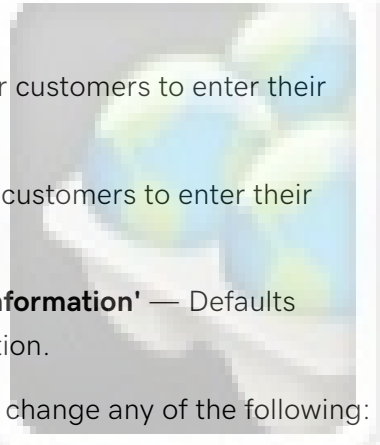 r customers to enter their
customers to enter their
nformation' — Defaults
tion.
change any of the following: